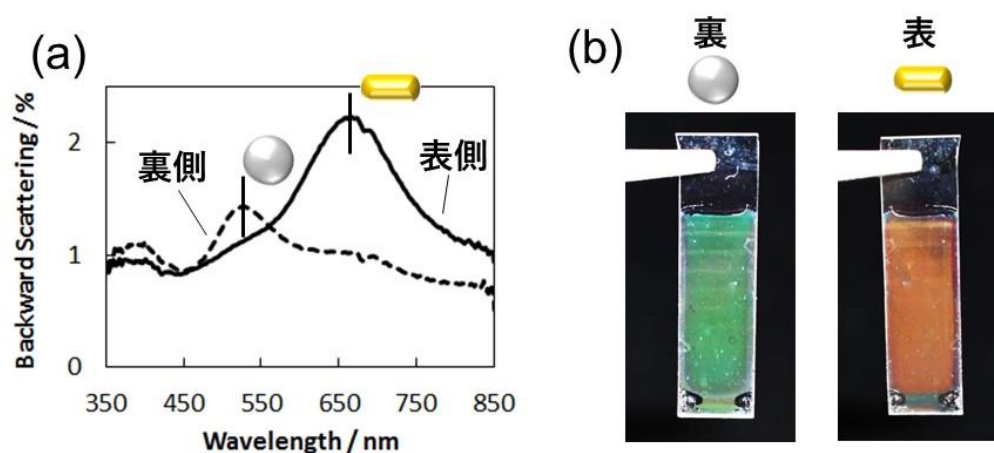 (a)
Backward Scattering / %
2
1
0
裏側
表側
350 450 550 650 750 850
Wavelength / nm
(b)
裏
表